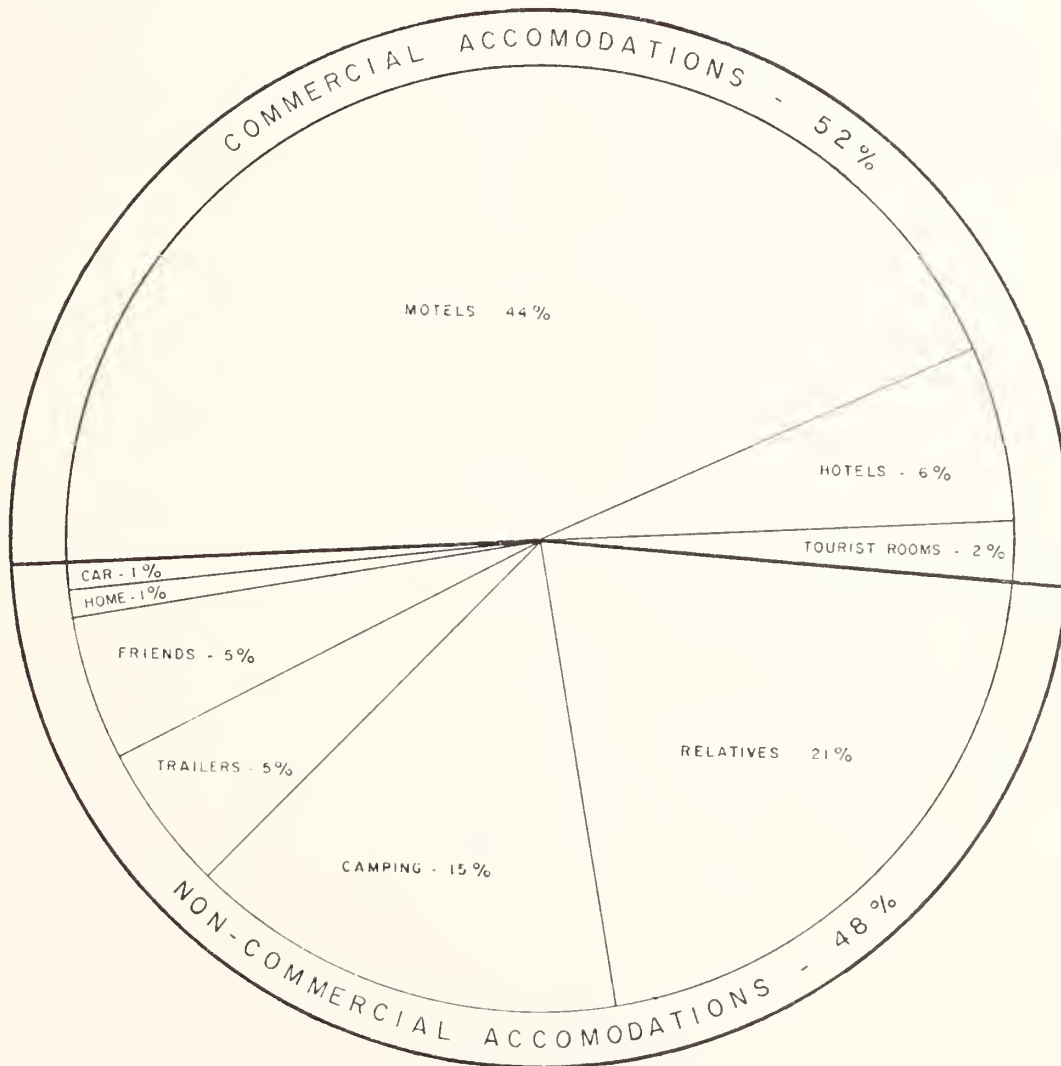 COMMERCIAL ACCOMODATIONS - 52%
MOTELS 44%
HOTELS - 6%
TOURIST ROOMS - 2%
CAR - 1%
HOME - 1%
FRIENDS - 5%
TRAILERS - 5%
RELATIVES 21%
CAMPING - 15%
NON-COMMERCIAL ACCOMODATIONS - 48%